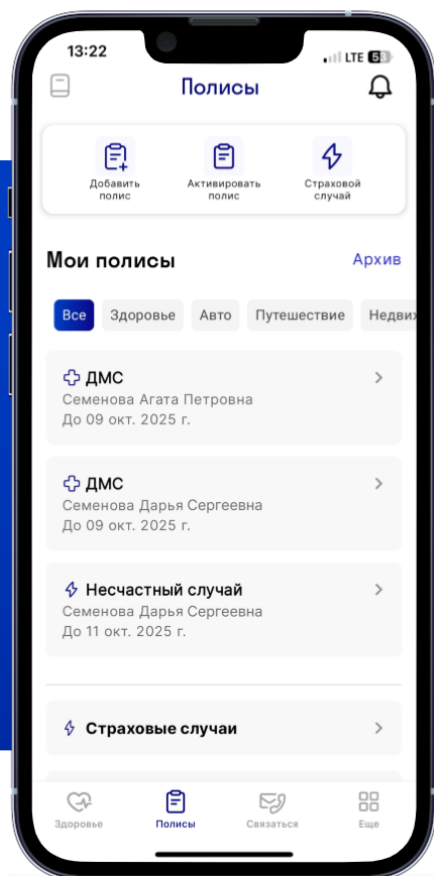 13:22
LTE 53
Полисы
Добавить полис
Активировать полис
Страховой случай
Мои полисы
Архив
Все
Здоровье
Авто
Путешествие
ДМС
Семенова Агата Петровна
До 09 окт. 2025 г.
ДМС
Семенова Дарья Сергеевна
До 09 окт. 2025 г.
Несчастный случай
Семенова Дарья Сергеевна
До 11 окт. 2025 г.
Страховые случаи
Здоровье
Полисы
Связаться
Еще